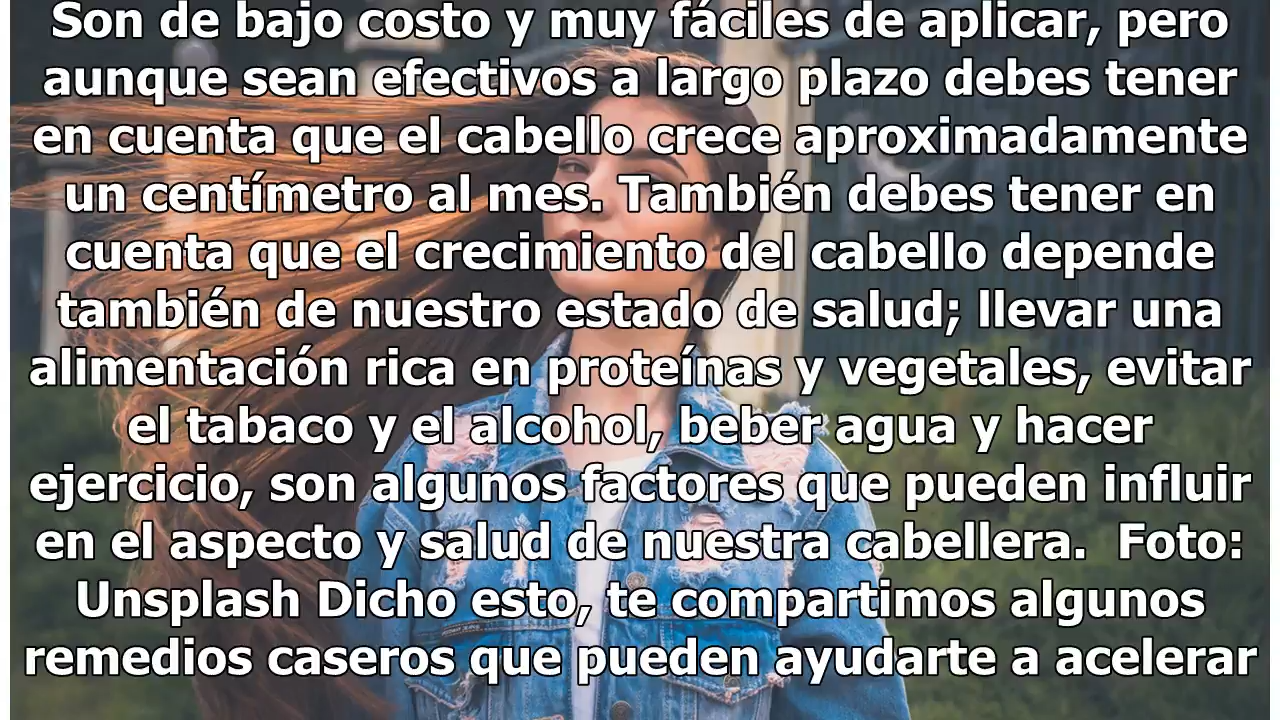 Son de bajo costo y muy fáciles de aplicar, pero
aunque sean efectivos a largo plazo debes tener
en cuenta que el cabello crece aproximadamente
un centímetro al mes. También debes tener en
cuenta que el crecimiento del cabello depende
también de nuestro estado de salud; llevar una
alimentación rica en proteínas y vegetales, evitar
el tabaco y el alcohol, beber agua y hacer
ejercicio, son algunos factores que pueden influir
en el aspecto y salud de nuestra cabellera.  Foto:
Unsplash Dicho esto, te compartimos algunos
remedios caseros que pueden ayudarte a acelerar